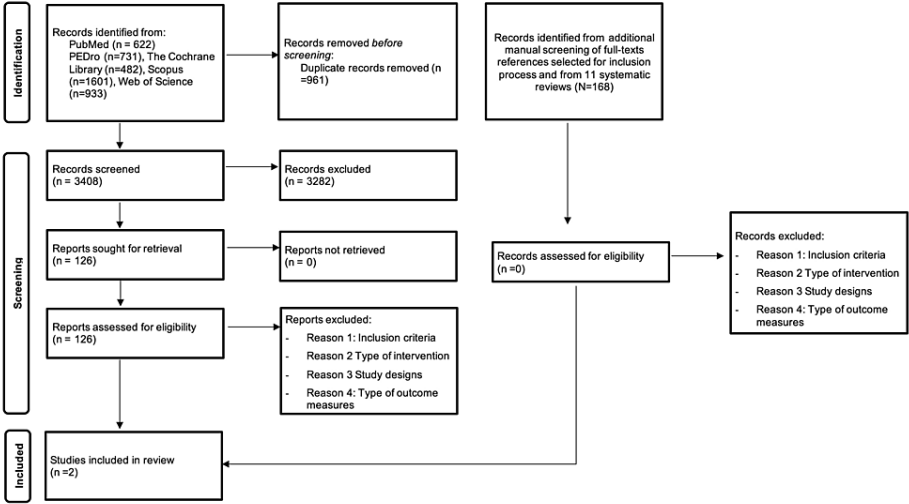 Identification
Records identified from:
PubMed (n = 622)
PEDro (n=731), The Cochrane
Library (n=482), Scopus
(n=1601), Web of Science
(n=933)
Records removed before
screening:
Duplicate records removed (n
=961)
Records identified from additional
manual screening of full-texts
references selected for inclusion
process and from 11 systematic
reviews (N=168)
Screening
Records screened
(n = 3408)
Records excluded
(n = 3282)
Reports sought for retrieval
(n = 126)
Reports not retrieved
(n = 0)
Records assessed for eligibility
(n =0)
Records excluded:
- Reason 1: Inclusion criteria
- Reason 2 Type of intervention
- Reason 3 Study designs
- Reason 4: Type of outcome
measures
Reports assessed for eligibility
(n = 126)
Reports excluded:
- Reason 1: Inclusion criteria
- Reason 2 Type of intervention
- Reason 3 Study designs
- Reason 4: Type of outcome
measures
Included
Studies included in review
(n =2)